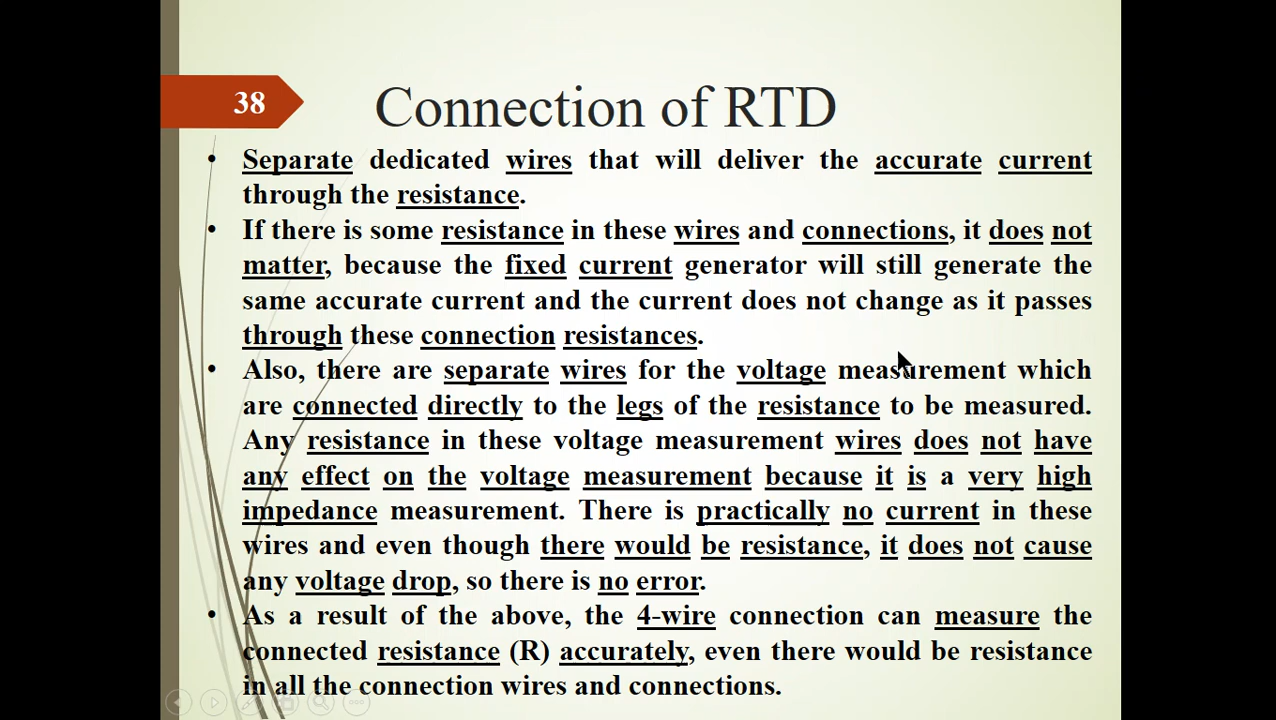 38
Connection of RTD
• Separate dedicated wires that will deliver the accurate current
through the resistance.
• If there is some resistance in these wires and connections, it does not
matter, because the fixed current generator will still generate the
same accurate current and the current does not change as it passes
through these connection resistances.
• Also, there are separate wires for the voltage measurement which
are connected directly to the legs of the resistance to be measured.
Any resistance in these voltage measurement wires does not have
any effect on the voltage measurement because it is a very high
impedance measurement. There is practically no current in these
wires and even though there would be resistance, it does not cause
any voltage drop, so there is no error.
• As a result of the above, the 4-wire connection can measure the
connected resistance (R) accurately, even there would be resistance
in all the connection wires and connections.